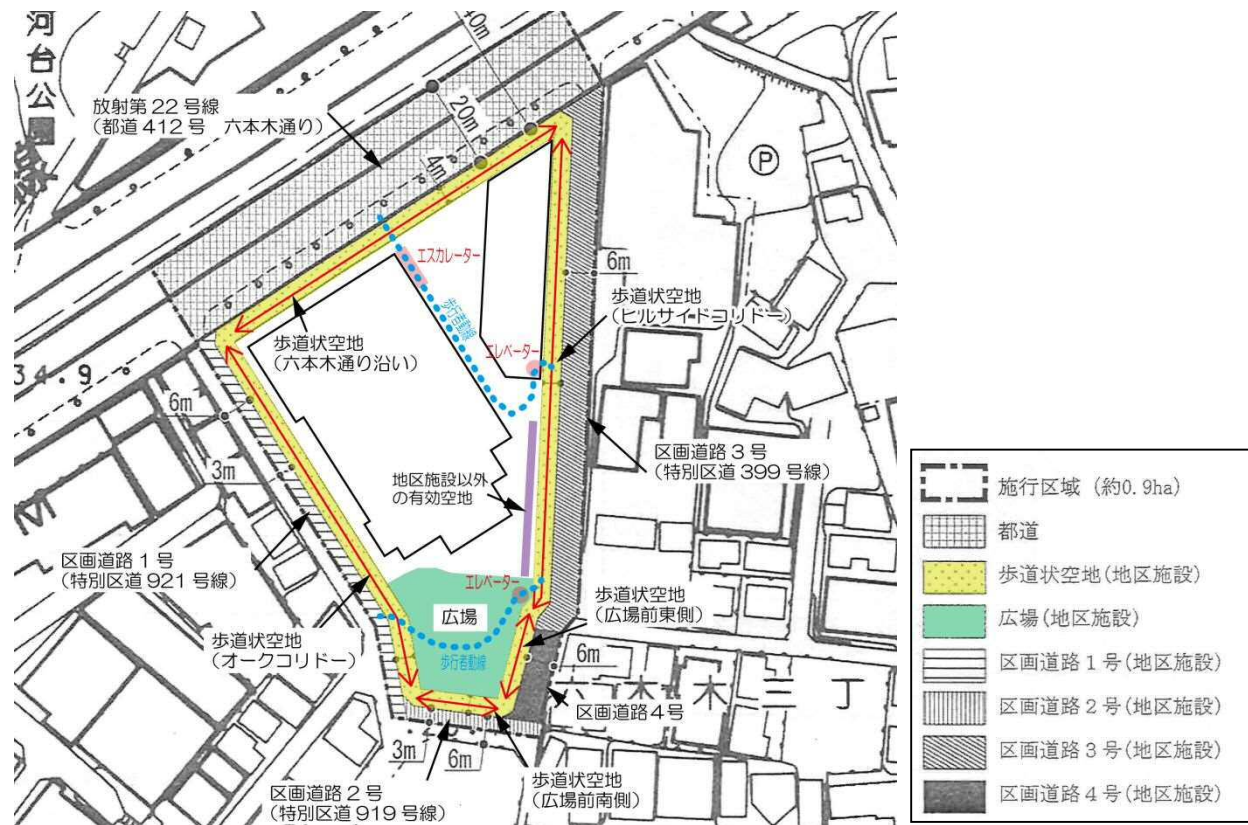 河
台
公
放射第22号線
(都道412号 六本木通り)
40m
20m
4m
エスカレーター
6m
歩行者動線
歩道状空地
(ヒルサイドコリドー)
歩道状空地
(六本木通り沿い)
エレベーター
34.9
6m
3m
区画道路3号
(特別区道399号線)
地区施設以外
の有効空地
区画道路1号
(特別区道921号線)
エレベーター
歩道状空地
(広場前東側)
広場
歩道状空地
(オークコリドー)
歩行者動線
6m
六本木三丁
区画道路4号
3m
6m
歩道状空地
(広場前南側)
区画道路2号
(特別区道919号線)
P
施行区域 (約0.9ha)
都道
歩道状空地(地区施設)
広場(地区施設)
区画道路1号(地区施設)
区画道路2号(地区施設)
区画道路3号(地区施設)
区画道路4号(地区施設)